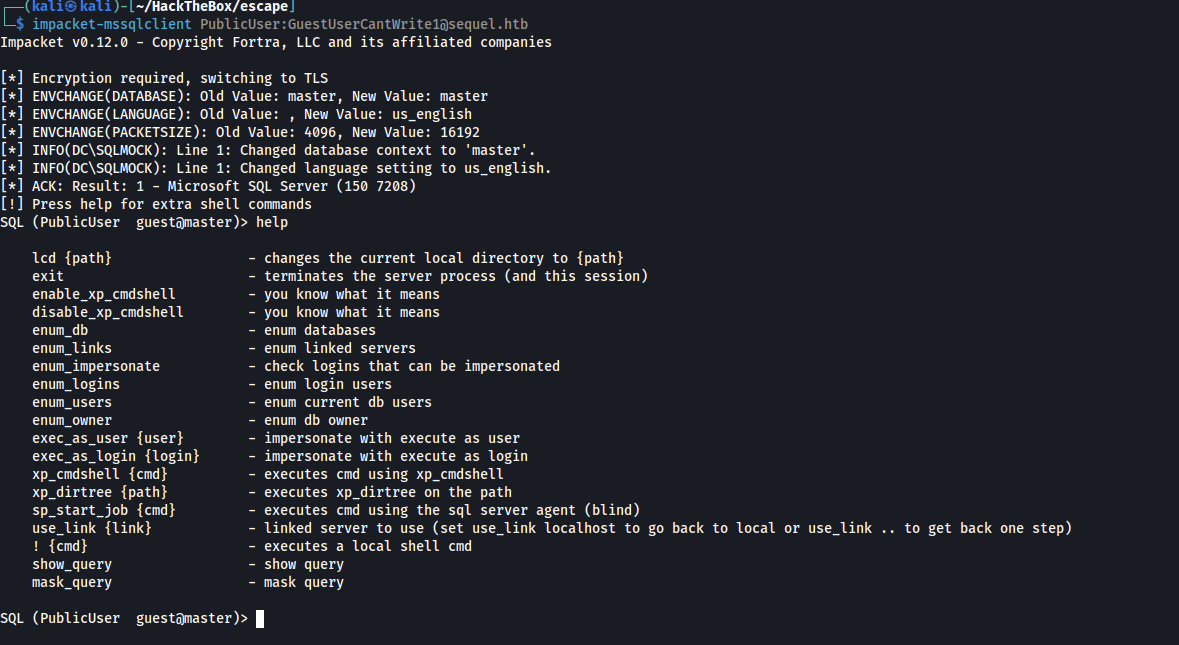 ┌──(kali㉿kali)-[~/HackTheBox/escape]
└─$ impacket-mssqlclient PublicUser:GuestUserCantWrite1@sequel.htb
Impacket v0.12.0 - Copyright Fortra, LLC and its affiliated companies
[*] Encryption required, switching to TLS
[*] ENVCHANGE(DATABASE): Old Value: master, New Value: master
[*] ENVCHANGE(LANGUAGE): Old Value: , New Value: us_english
[*] ENVCHANGE(PACKETSIZE): Old Value: 4096, New Value: 16192
[*] INFO(DC\SQLMOCK): Line 1: Changed database context to 'master'.
[*] INFO(DC\SQLMOCK): Line 1: Changed language setting to us_english.
[*] ACK: Result: 1 - Microsoft SQL Server (150 7208)
[!] Press help for extra shell commands
SQL (PublicUser  guest@master)> help
lcd {path}                 - changes the current local directory to {path}
exit                       - terminates the server process (and this session)
enable_xp_cmdshell         - you know what it means
disable_xp_cmdshell        - you know what it means
enum_db                    - enum databases
enum_links                 - enum linked servers
enum_impersonate           - check logins that can be impersonated
enum_logins                - enum login users
enum_users                 - enum current db users
enum_owner                 - enum db owner
exec_as_user {user}        - impersonate with execute as user
exec_as_login {login}      - impersonate with execute as login
xp_cmdshell {cmd}          - executes cmd using xp_cmdshell
xp_dirtree {path}          - executes xp_dirtree on the path
sp_start_job {cmd}         - executes cmd using the sql server agent (blind)
use_link {link}            - linked server to use (set use_link localhost to go back to local or use_link .. to get back one step)
! {cmd}                    - executes a local shell cmd
show_query                 - show query
mask_query                 - mask query
SQL (PublicUser  guest@master)>